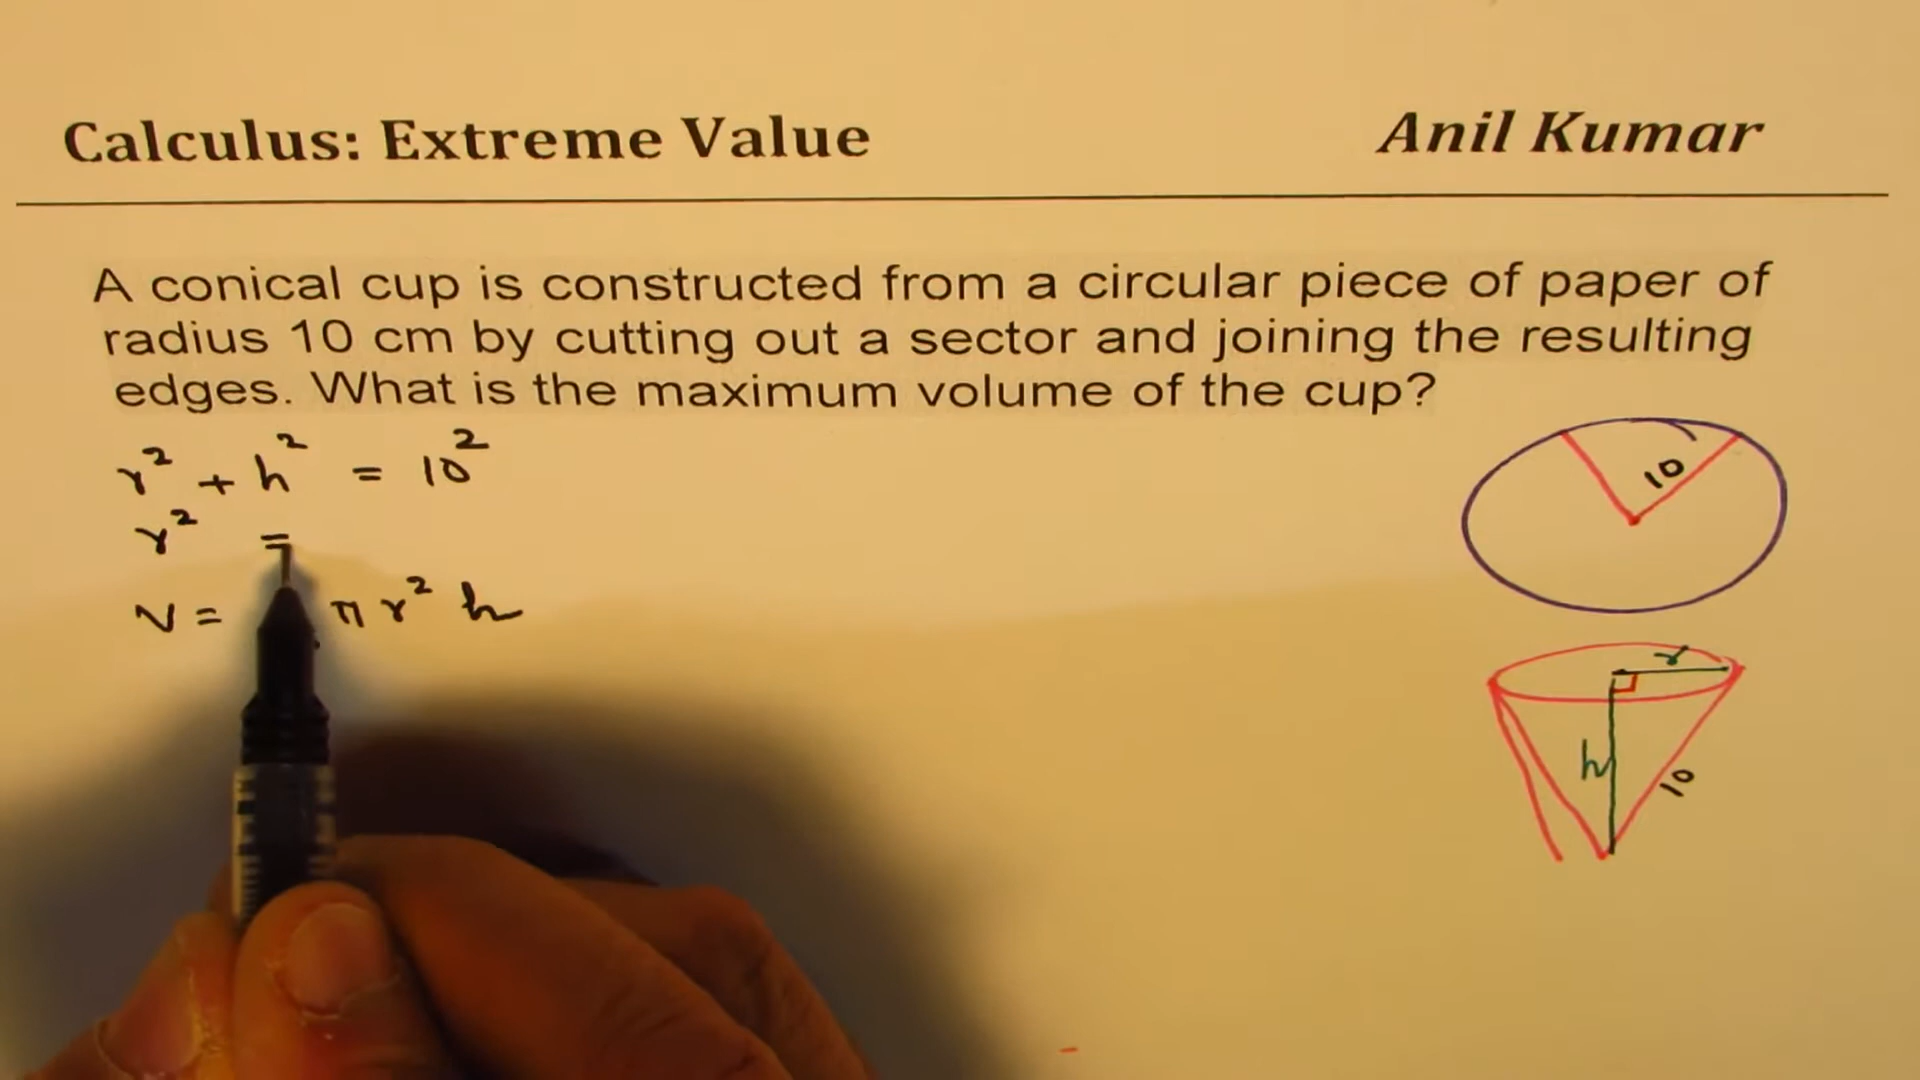 Calculus: Extreme Value
Anil Kumar
A conical cup is constructed from a circular piece of paper of
radius 10 cm by cutting out a sector and joining the resulting
edges. What is the maximum volume of the cup?
r² + h² = 10²
r² =
V = π r² h
10
r
h
10